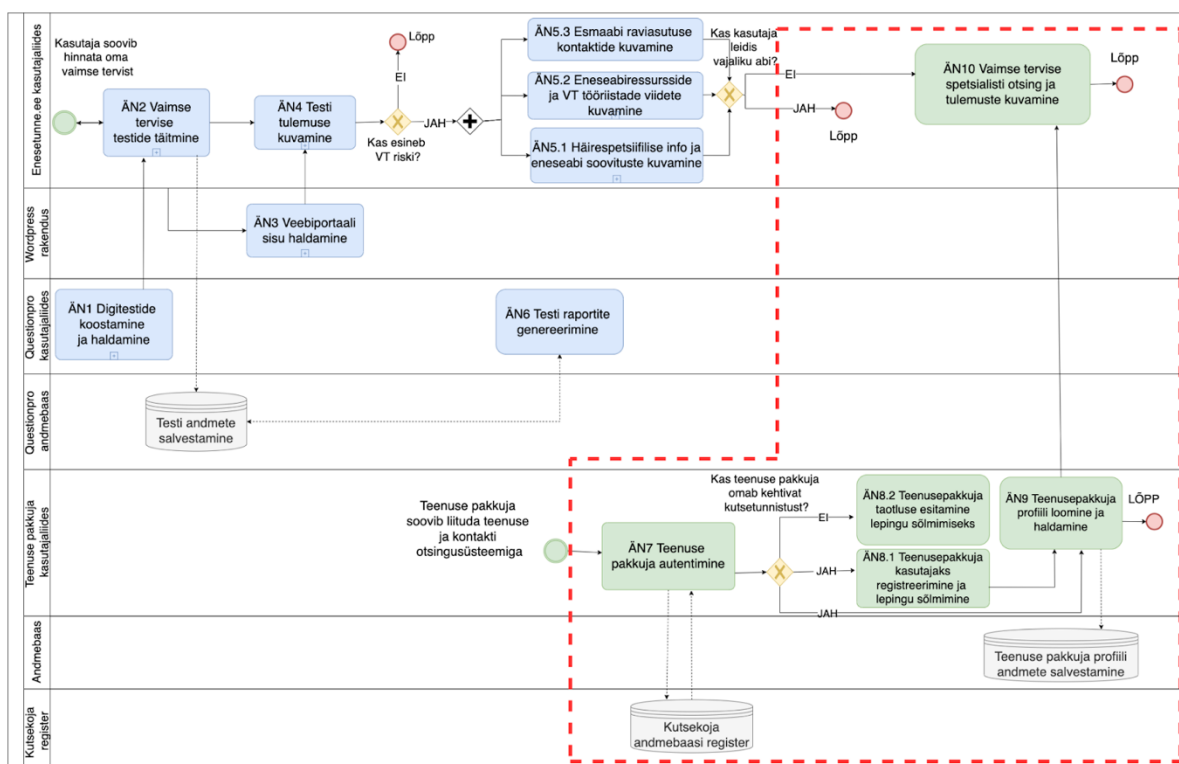 Enesetunne.ee kasutajaliides
Kasutaja soovib
hinnata oma
vaimse tervist
ÄN2 Vaimse
tervise
testide täitmine
ÄN4 Testi
tulemuse
kuvamine
Lõpp
EI
JAH
Kas esineb
VT riski?
ÄN5.3 Esmaabi raviasutuse
kontaktide kuvamine
ÄN5.2 Eneseabiressursside
ja VT tööriistade viidete
kuvamine
ÄN5.1 Häirespetsiifilise info ja
eneseabi soovituste kuvamine
Kas kasutaja
leidis
vajaliku abi?
EI
JAH
Lõpp
ÄN10 Vaimse tervise
spetsialisti otsing ja
tulemuste kuvamine
Lõpp
Wordpress
rakendus
ÄN3 Veebiportaali
sisu haldamine
Questionpro
kasutajaliides
ÄN1 Digitestide
koostamine
ja haldamine
ÄN6 Testi raportite
genereerimine
Questionpro
andmebaas
Testi andmete
salvestamine
Teenuse pakkuja
kasutajaliides
Teenuse pakkuja
soovib liituda teenuse
ja kontakti
otsingusüsteemiga
ÄN7 Teenuse
pakkuja autentimine
Kas teenuse pakkuja
omab kehtivat
kutsetunnistust?
EI
JAH
JAH
ÄN8.2 Teenusepakkuja
taotluse esitamine
lepingu sõlmimiseks
ÄN8.1 Teenusepakkuja
kasutajaks
registreerimine ja
lepingu sõlmimine
ÄN9 Teenusepakkuja
profiili loomine ja
haldamine
LÕPP
Andmebaas
Teenuse pakkuja profiili
andmete salvestamine
Kutsekoja
register
Kutsekoja
andmebaasi register